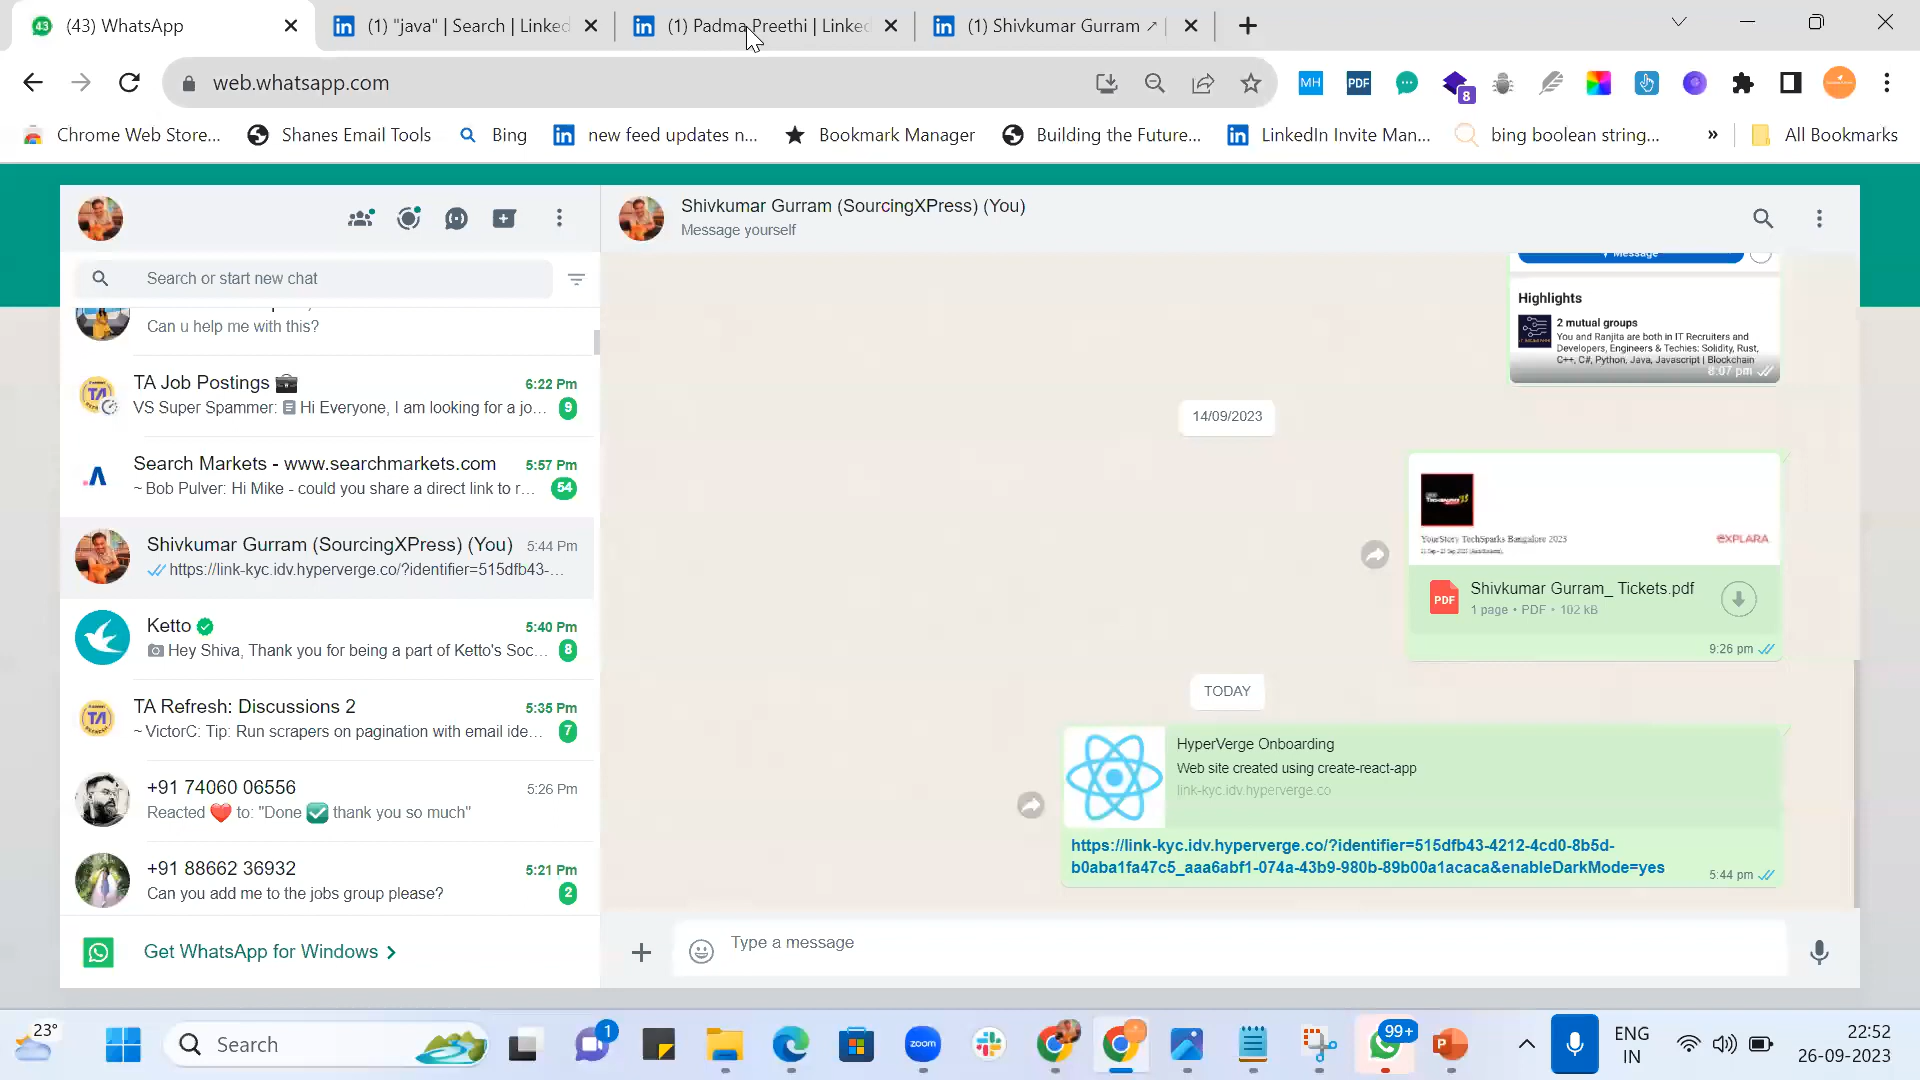 43
(43) WhatsApp
(1) "java" | Search | Linked
(1) Padma Preethi | Linked
(1) Shivkumar Gurram ↗ |
web.whatsapp.com
MH
PDF
8
Chrome Web Store...
Shanes Email Tools
Bing
new feed updates n...
Bookmark Manager
Building the Future...
LinkedIn Invite Man...
bing boolean string...
»
All Bookmarks
Search or start new chat
Can u help me with this?
TA Job Postings 💼
6:22 Pm
VS Super Spammer: Hi Everyone, I am looking for a jo...
9
Search Markets - www.searchmarkets.com
5:57 Pm
~ Bob Pulver: Hi Mike - could you share a direct link to r...
54
Shivkumar Gurram (SourcingXPress) (You)
5:44 Pm
https://link-kyc.idv.hyperverge.co/?identifier=515dfb43-...
Ketto
5:40 Pm
Hey Shiva, Thank you for being a part of Ketto's Soc...
8
TA Refresh: Discussions 2
5:35 Pm
~ VictorC: Tip: Run scrapers on pagination with email ide...
7
+91 74060 06556
5:26 Pm
Reacted ❤️ to: "Done ✅ thank you so much"
+91 88662 36932
5:21 Pm
Can you add me to the jobs group please?
2
Get WhatsApp for Windows
Shivkumar Gurram (SourcingXPress) (You)
Message yourself
Message
Highlights
2 mutual groups
You and Ranjita are both in IT Recruiters and
Developers, Engineers & Techies: Solidity, Rust,
C++, C#, Python, Java, Javascript | Blockchain
8:07 pm
14/09/2023
YourStory TechSparks Bangalore 2023
EXPLARA
PDF
Shivkumar Gurram_ Tickets.pdf
1 page • PDF • 102 kB
9:26 pm
TODAY
HyperVerge Onboarding
Web site created using create-react-app
link-kyc.idv.hyperverge.co
https://link-kyc.idv.hyperverge.co/?identifier=515dfb43-4212-4cd0-8b5d-
b0aba1fa47c5_aaa6abf1-074a-43b9-980b-89b00a1acaca&enableDarkMode=yes
5:44 pm
Type a message
23°
Search
1
zoom
99+
ENG
IN
22:52
26-09-2023